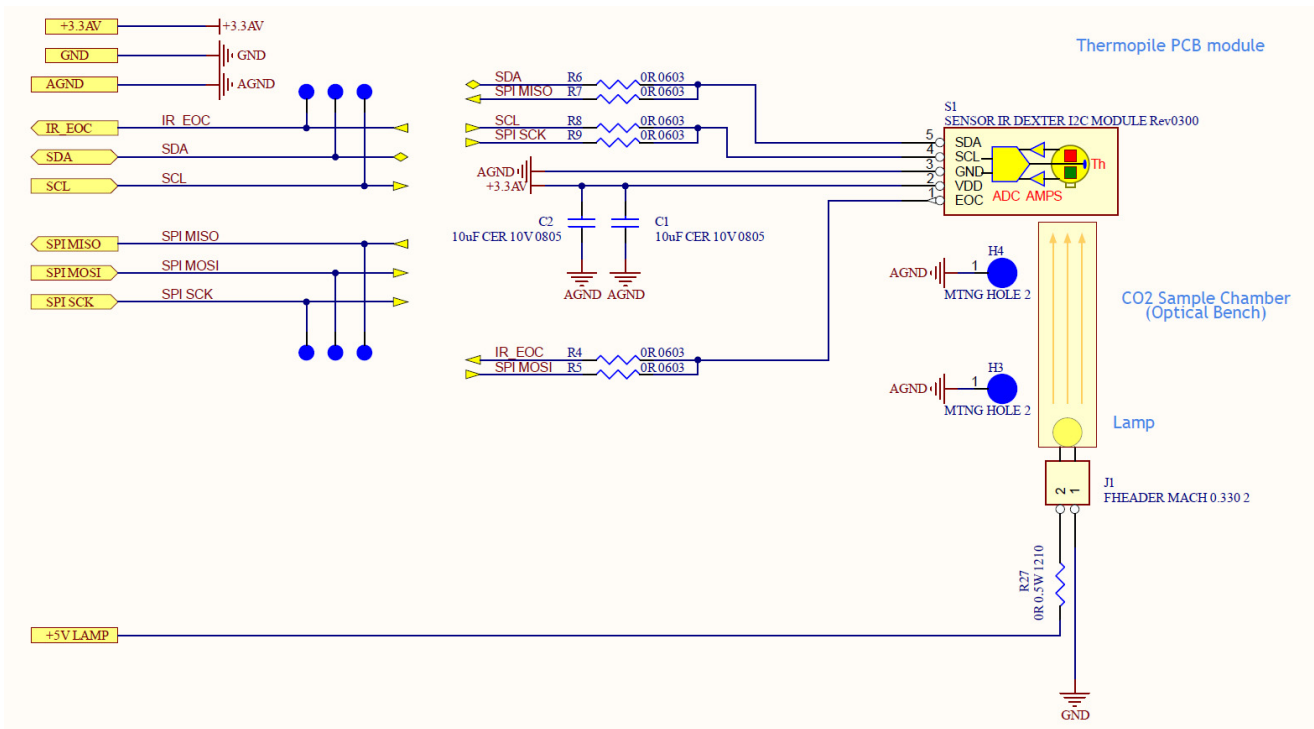 +3.3AV
+3.3AV
GND
GND
AGND
AGND
Thermopile PCB module
IR_EOC
IR_EOC
SDA
SDA
SCL
SCL
SPI MISO
SPI MISO
SPI MOSI
SPI MOSI
SPI SCK
SPI SCK
SDA R6 0R 0603
SPI MISO R7 0R 0603
SCL R8 0R 0603
SPI SCK R9 0R 0603
AGND
+3.3AV
C2
10uF CER 10V 0805
C1
10uF CER 10V 0805
AGND AGND
IR_EOC R4 0R 0603
SPI MOSI R5 0R 0603
S1
SENSOR IR DEXTER I2C MODULE Rev0300
5 SDA
4 SCL
3 GND
2 VDD
1 EOC
Th
ADC AMPS
H4
AGND 1
MTNG HOLE 2
CO2 Sample Chamber
(Optical Bench)
H3
AGND 1
MTNG HOLE 2
Lamp
2 1
J1
FHEADER MACH 0.330 2
R27
0R 0.5W 1210
+5V LAMP
GND